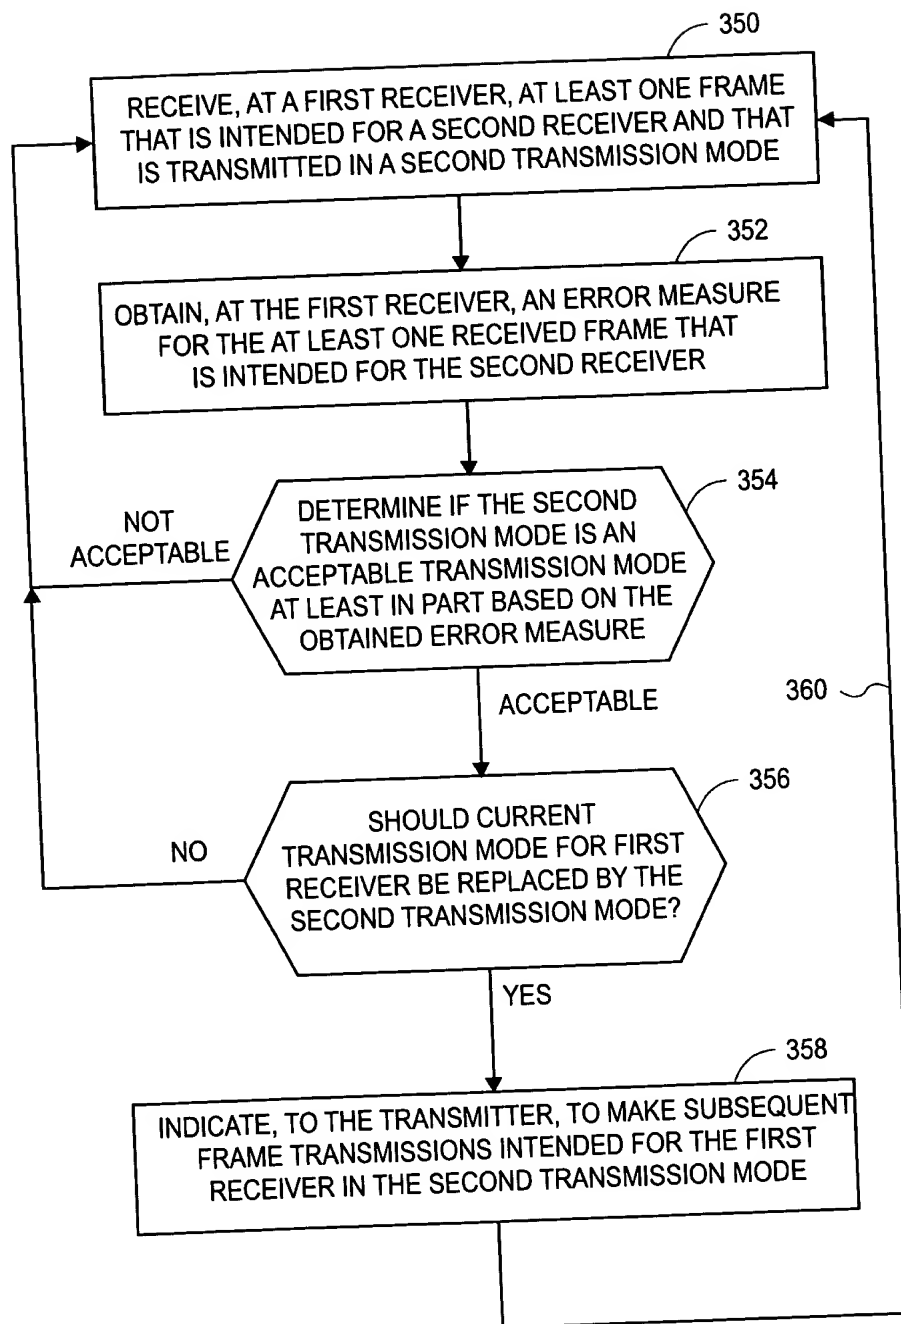 350
RECEIVE, AT A FIRST RECEIVER, AT LEAST ONE FRAME
THAT IS INTENDED FOR A SECOND RECEIVER AND THAT
IS TRANSMITTED IN A SECOND TRANSMISSION MODE
352
OBTAIN, AT THE FIRST RECEIVER, AN ERROR MEASURE
FOR THE AT LEAST ONE RECEIVED FRAME THAT
IS INTENDED FOR THE SECOND RECEIVER
354
NOT
ACCEPTABLE
DETERMINE IF THE SECOND
TRANSMISSION MODE IS AN
ACCEPTABLE TRANSMISSION MODE
AT LEAST IN PART BASED ON THE
OBTAINED ERROR MEASURE
ACCEPTABLE
360
356
NO
SHOULD CURRENT
TRANSMISSION MODE FOR FIRST
RECEIVER BE REPLACED BY THE
SECOND TRANSMISSION MODE?
YES
358
INDICATE, TO THE TRANSMITTER, TO MAKE SUBSEQUENT
FRAME TRANSMISSIONS INTENDED FOR THE FIRST
RECEIVER IN THE SECOND TRANSMISSION MODE